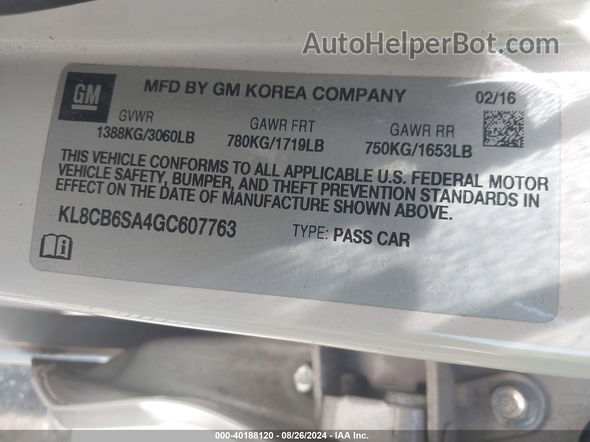 AutoHelperBot.com
GM
MFD BY GM KOREA COMPANY 02/16
GVWR GAWR FRT GAWR RR
1388KG/3060LB 780KG/1719LB 750KG/1653LB
THIS VEHICLE CONFORMS TO ALL APPLICABLE U.S. FEDERAL MOTOR
VEHICLE SAFETY, BUMPER, AND THEFT PREVENTION STANDARDS IN
EFFECT ON THE DATE OF MANUFACTURE SHOWN ABOVE.
KL8CB6SA4GC607763 TYPE: PASS CAR
i
000-40188120 - 08/26/2024 - IAA Inc.